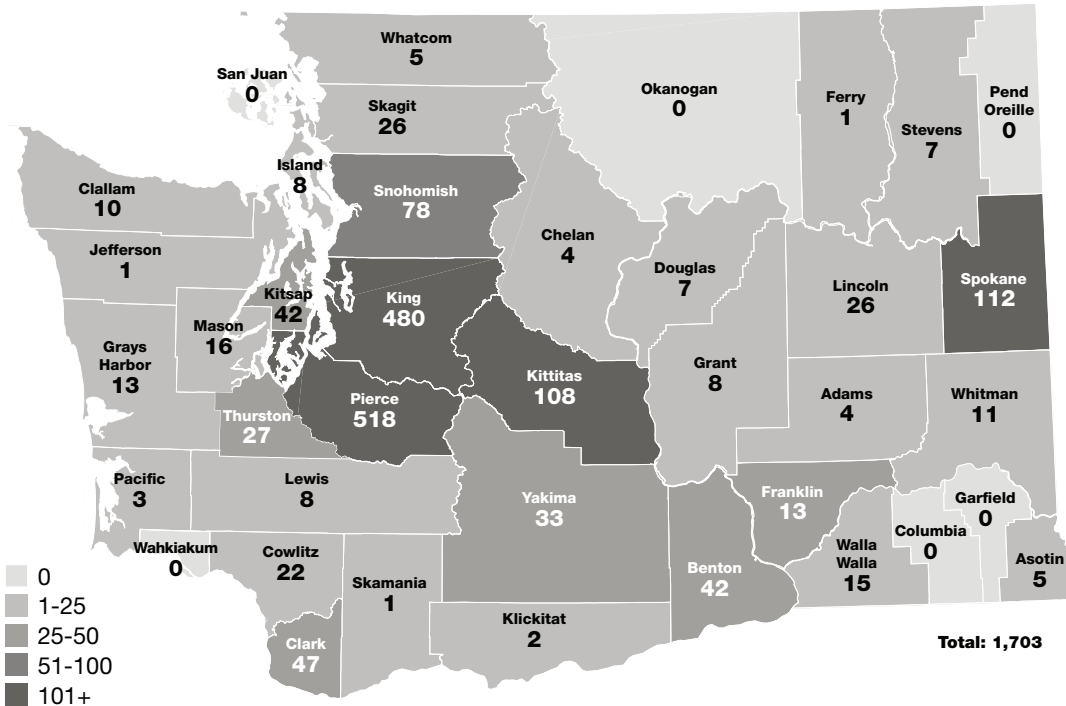 Whatcom
5
San Juan
0
Skagit
26
Okanogan
0
Ferry
1
Stevens
7
Pend
Oreille
0
Island
8
Clallam
10
Snohomish
78
Jefferson
1
Chelan
4
Douglas
7
Lincoln
26
Spokane
112
Kitsap
42
King
480
Mason
16
Grays
Harbor
13
Grant
8
Kittitas
108
Pierce
518
Adams
4
Whitman
11
Thurston
27
Pacific
3
Lewis
8
Yakima
33
Franklin
13
Garfield
0
Columbia
0
Wahkiakum
0
Cowlitz
22
Skamania
1
Benton
42
Walla
Walla
15
Asotin
5
Klickitat
2
Clark
47
0
1-25
25-50
51-100
101+
Total: 1,703